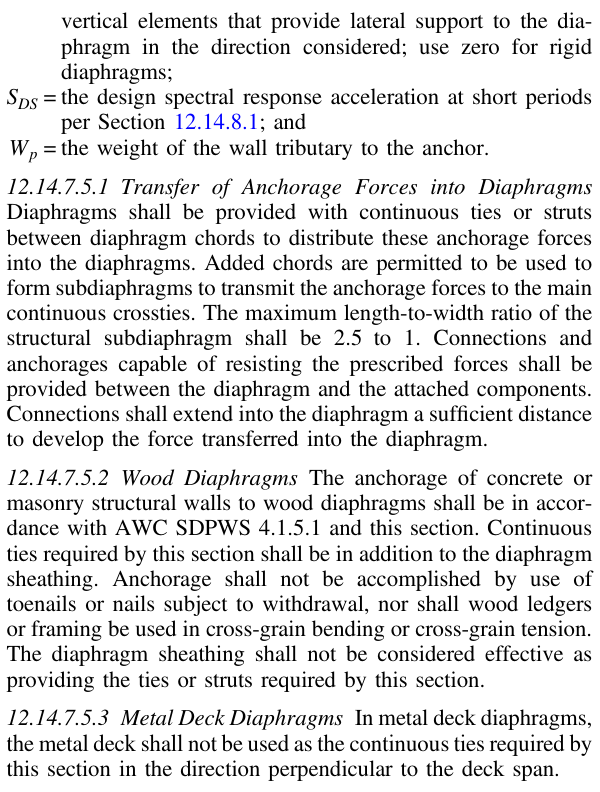 vertical elements that provide lateral support to the dia-
phragm in the direction considered; use zero for rigid
diaphragms;
S_DS = the design spectral response acceleration at short periods
per Section 12.14.8.1; and
W_p = the weight of the wall tributary to the anchor.
12.14.7.5.1 Transfer of Anchorage Forces into Diaphragms
Diaphragms shall be provided with continuous ties or struts
between diaphragm chords to distribute these anchorage forces
into the diaphragms. Added chords are permitted to be used to
form subdiaphragms to transmit the anchorage forces to the main
continuous crossties. The maximum length-to-width ratio of the
structural subdiaphragm shall be 2.5 to 1. Connections and
anchorages capable of resisting the prescribed forces shall be
provided between the diaphragm and the attached components.
Connections shall extend into the diaphragm a sufficient distance
to develop the force transferred into the diaphragm.
12.14.7.5.2 Wood Diaphragms The anchorage of concrete or
masonry structural walls to wood diaphragms shall be in accor-
dance with AWC SDPWS 4.1.5.1 and this section. Continuous
ties required by this section shall be in addition to the diaphragm
sheathing. Anchorage shall not be accomplished by use of
toenails or nails subject to withdrawal, nor shall wood ledgers
or framing be used in cross-grain bending or cross-grain tension.
The diaphragm sheathing shall not be considered effective as
providing the ties or struts required by this section.
12.14.7.5.3 Metal Deck Diaphragms In metal deck diaphragms,
the metal deck shall not be used as the continuous ties required by
this section in the direction perpendicular to the deck span.